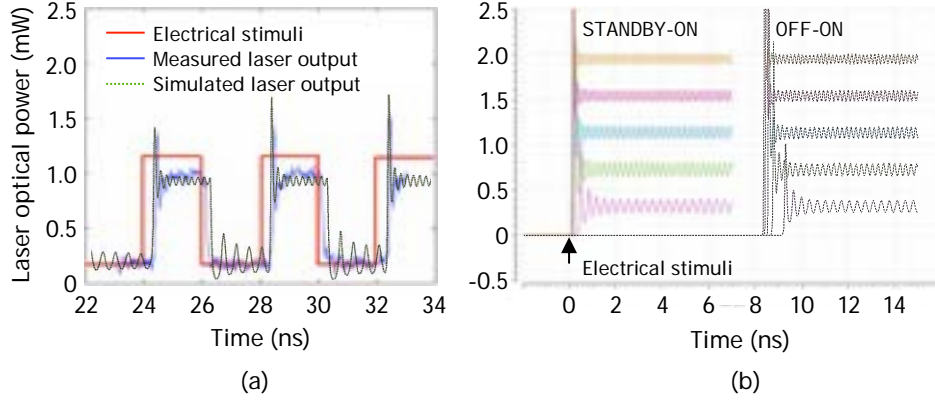 Laser optical power (mW)
2.5
2.0
1.5
1.0
0.5
0
Electrical stimuli
Measured laser output
Simulated laser output
22 24 26 28 30 32 34
Time (ns)
(a)
2.5
2.0
1.5
1.0
0.5
0
-0.5
STANDBY-ON
OFF-ON
Electrical stimuli
0 2 4 6 8 10 12 14
Time (ns)
(b)